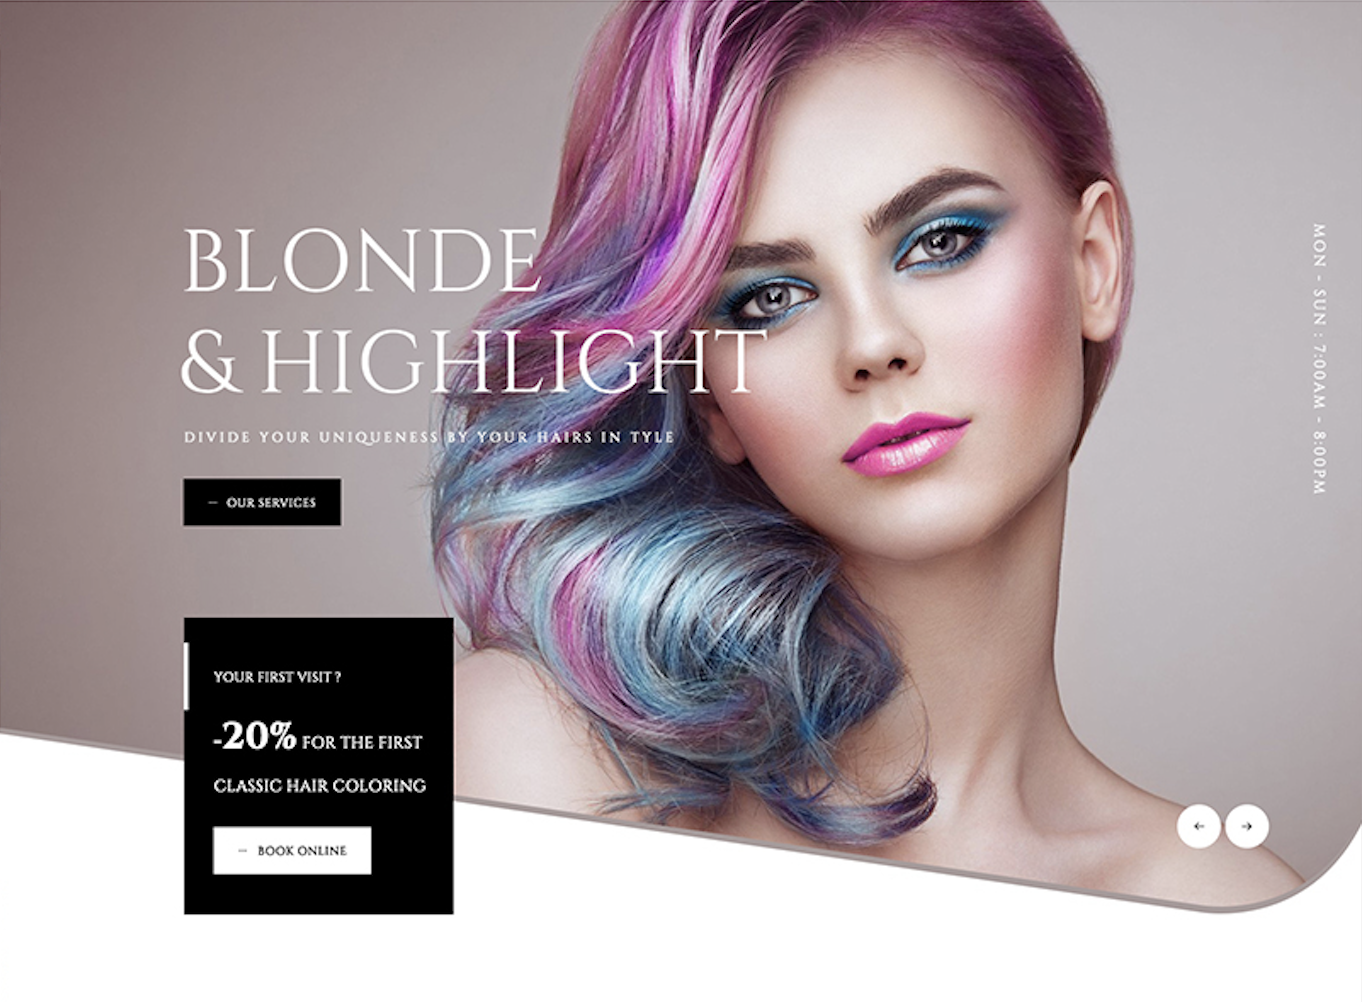 BLONDE
& HIGHLIGHT
DIVIDE YOUR UNIQUENESS BY YOUR HAIRS IN TYLE
— OUR SERVICES
MON - SUN : 7:00AM - 8:00PM
YOUR FIRST VISIT ?
-20% FOR THE FIRST
CLASSIC HAIR COLORING
— BOOK ONLINE